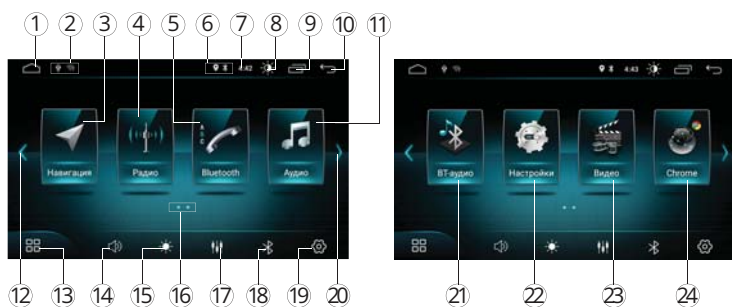 1 2 3 4 5 6 7 8 9 10 11
4:42
4:43
A
B
C
Навигация Радио Bluetooth Аудио
BT-аудио Настройки Видео Chrome
12 13 14 15 16 17 18 19 20 21 22 23 24